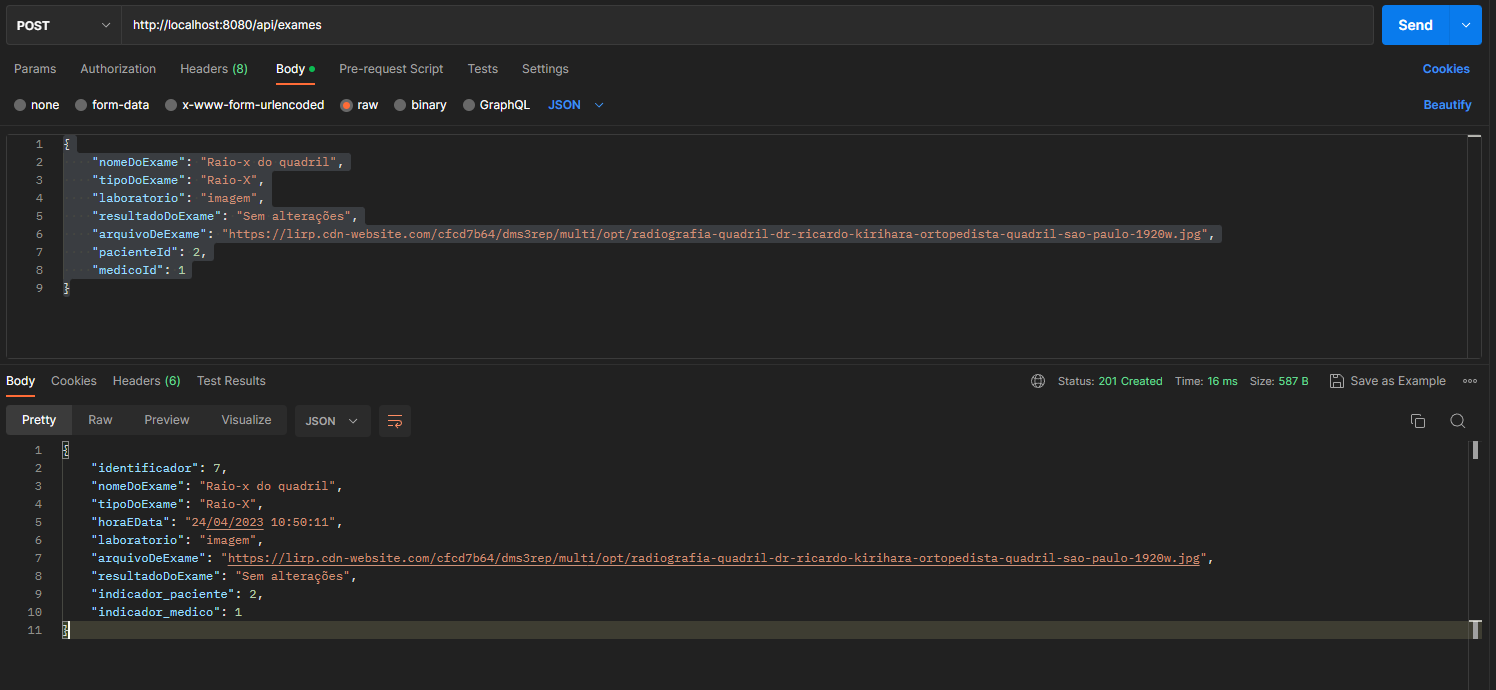 POST http://localhost:8080/api/exames Send
Params Authorization Headers (8) Body Pre-request Script Tests Settings Cookies
none form-data x-www-form-urlencoded raw binary GraphQL JSON Beautify
1 {
2 "nomeDoExame": "Raio-x do quadril",
3 "tipoDoExame": "Raio-X",
4 "laboratorio": "imagem",
5 "resultadoDoExame": "Sem alterações",
6 "arquivoDeExame": "https://lirp.cdn-website.com/cfcd7b64/dms3rep/multi/opt/radiografia-quadril-dr-ricardo-kirihara-ortopedista-quadril-sao-paulo-1920w.jpg",
7 "pacienteId": 2,
8 "medicoId": 1
9 }
Body Cookies Headers (6) Test Results Status: 201 Created Time: 16 ms Size: 587 B Save as Example
Pretty Raw Preview Visualize JSON
1 {
2 "identificador": 7,
3 "nomeDoExame": "Raio-x do quadril",
4 "tipoDoExame": "Raio-X",
5 "horaEData": "24/04/2023 10:50:11",
6 "laboratorio": "imagem",
7 "arquivoDeExame": "https://lirp.cdn-website.com/cfcd7b64/dms3rep/multi/opt/radiografia-quadril-dr-ricardo-kirihara-ortopedista-quadril-sao-paulo-1920w.jpg",
8 "resultadoDoExame": "Sem alterações",
9 "indicador_paciente": 2,
10 "indicador_medico": 1
11 }